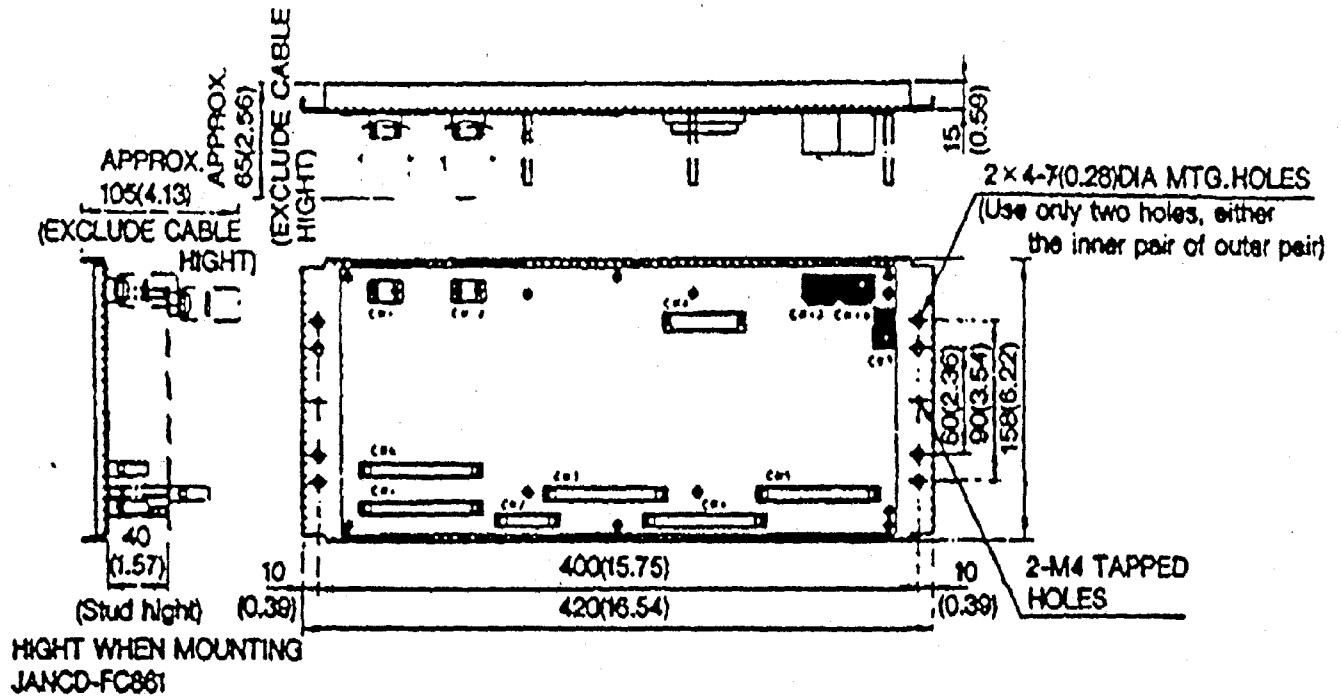 APPROX.
65(2.56)
(EXCLUDE CABLE
HIGHT)
15
(0.59)
APPROX.
105(4.13)
(EXCLUDE CABLE
HIGHT)
2×4-7(0.28)DIA MTG.HOLES
(Use only two holes, either
the inner pair of outer pair)
60(2.36)
90(3.54)
158(6.22)
40
(1.57)
(Stud hight)
10
(0.39)
400(15.75)
420(16.54)
10
(0.39)
2-M4 TAPPED
HOLES
HIGHT WHEN MOUNTING
JANCD-FC861